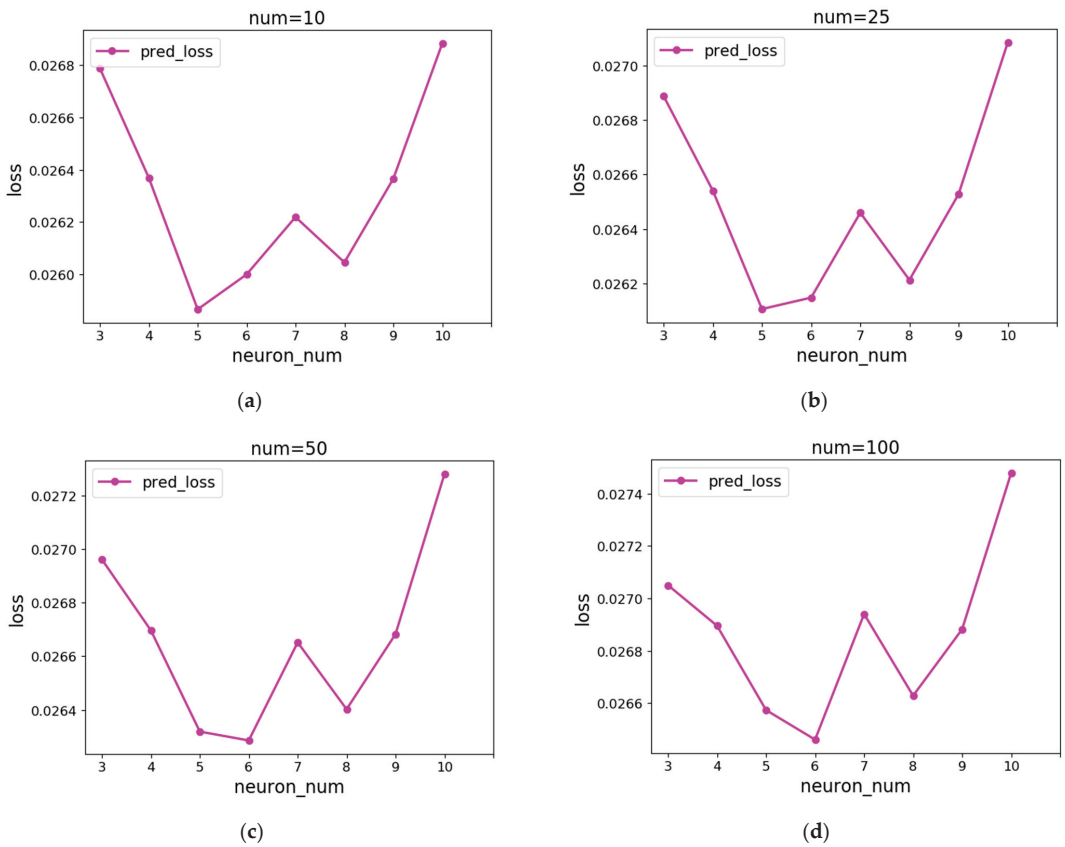 num=10
pred_loss
0.0268
0.0266
0.0264
0.0262
0.0260
loss
3 4 5 6 7 8 9 10
neuron_num
(a)
num=25
pred_loss
0.0270
0.0268
0.0266
0.0264
0.0262
loss
3 4 5 6 7 8 9 10
neuron_num
(b)
num=50
pred_loss
0.0272
0.0270
0.0268
0.0266
0.0264
loss
3 4 5 6 7 8 9 10
neuron_num
(c)
num=100
pred_loss
0.0274
0.0272
0.0270
0.0268
0.0266
loss
3 4 5 6 7 8 9 10
neuron_num
(d)